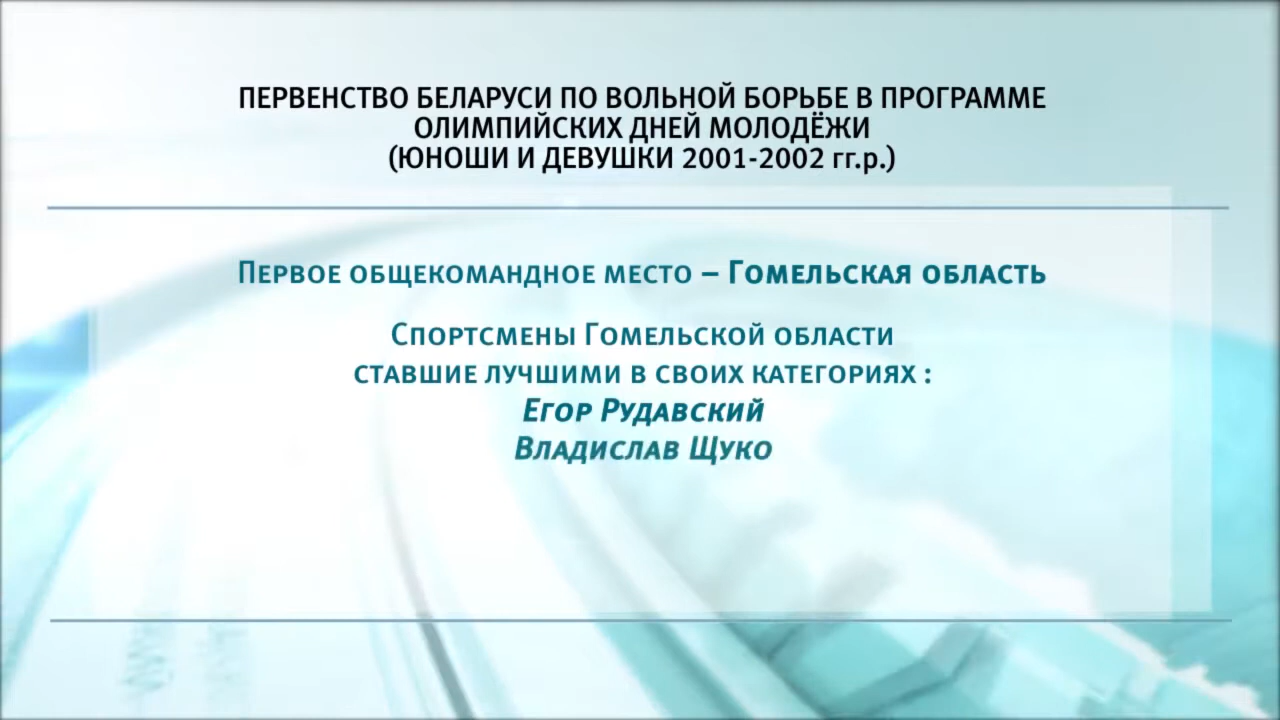 ПЕРВЕНСТВО БЕЛАРУСИ ПО ВОЛЬНОЙ БОРЬБЕ В ПРОГРАММЕ
ОЛИМПИЙСКИХ ДНЕЙ МОЛОДЁЖИ
(ЮНОШИ И ДЕВУШКИ 2001-2002 гг.р.)
Первое общекомандное место – Гомельская область
Спортсмены Гомельской области
ставшие лучшими в своих категориях :
Егор Рудавский
Владислав Щуко